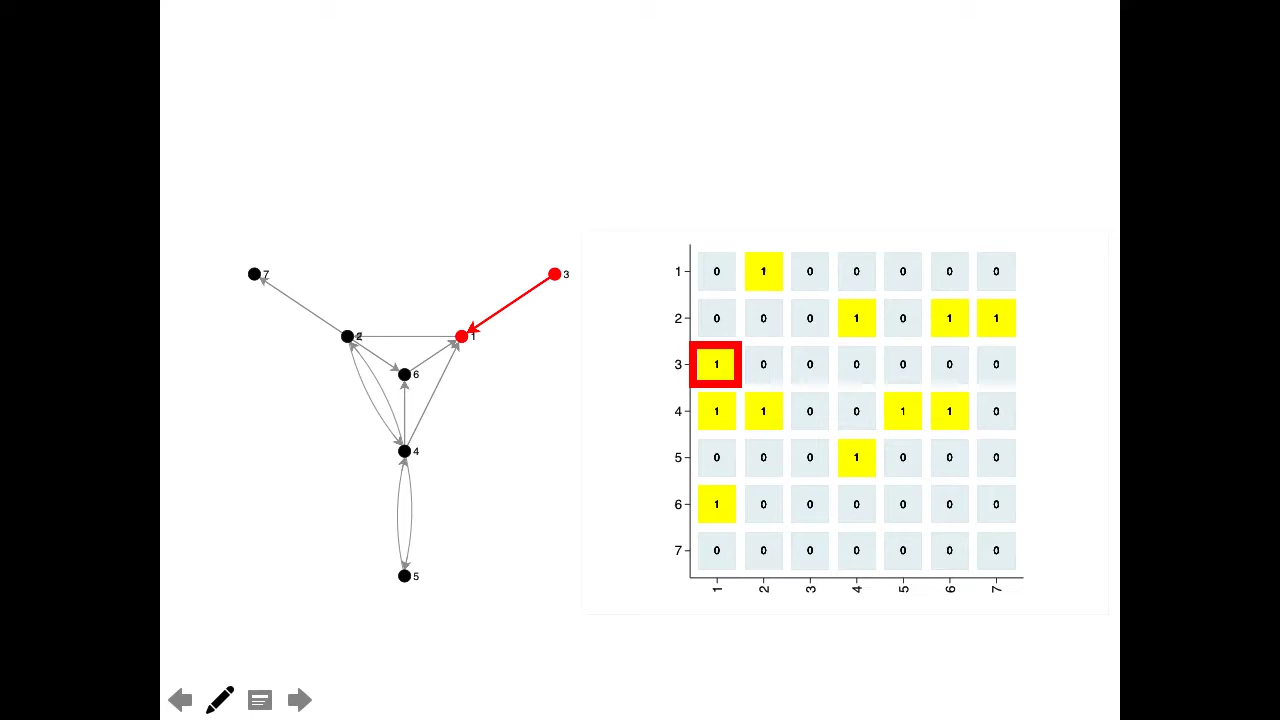 7
3
2
1
6
4
5
1 0 1 0 0 0 0 0
2 0 0 0 1 0 1 1
3 1 0 0 0 0 0 0
4 1 1 0 0 1 1 0
5 0 0 0 1 0 0 0
6 1 0 0 0 0 0 0
7 0 0 0 0 0 0 0
1 2 3 4 5 6 7